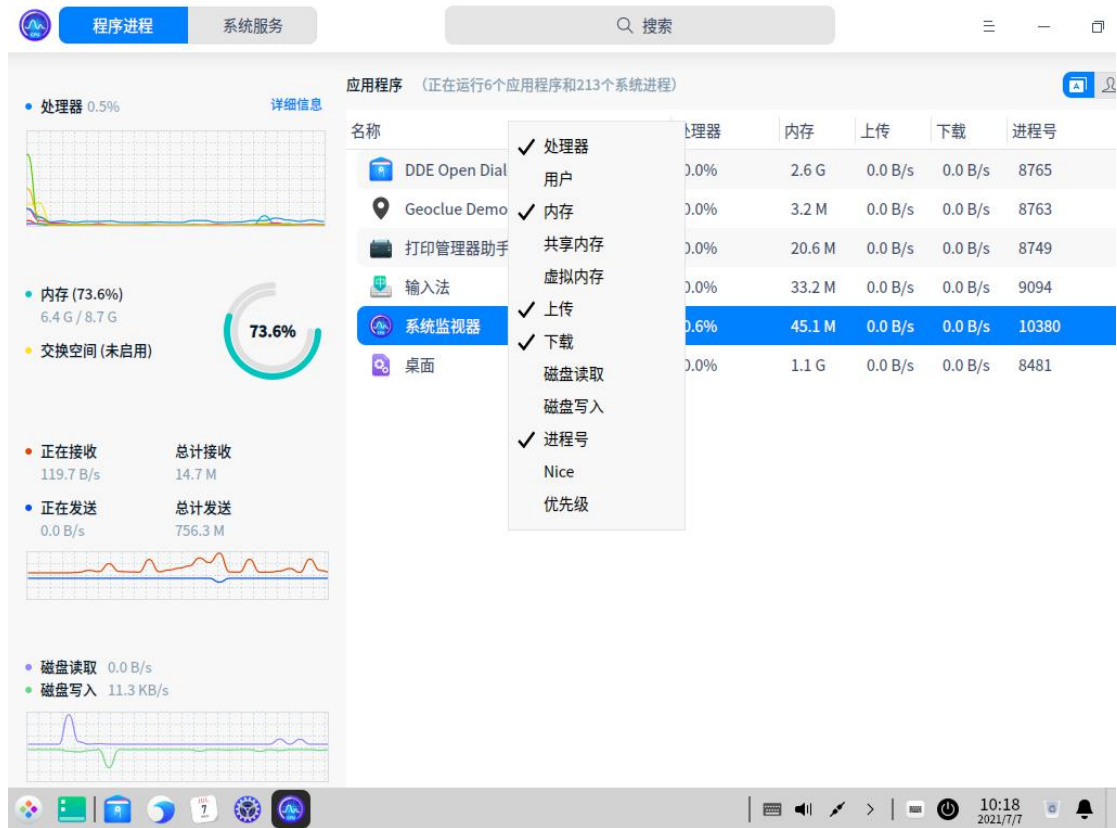 程序进程
系统服务
搜索
处理器 0.5%
详细信息
内存 (73.6%)
6.4 G / 8.7 G
73.6%
交换空间 (未启用)
正在接收
总计接收
119.7 B/s
14.7 M
正在发送
总计发送
0.0 B/s
756.3 M
磁盘读取 0.0 B/s
磁盘写入 11.3 KB/s
应用程序 （正在运行6个应用程序和213个系统进程）
名称 处理器 内存 上传 下载 进程号
DDE Open Dial 0.0% 2.6 G 0.0 B/s 0.0 B/s 8765
Geoclue Demo 0.0% 3.2 M 0.0 B/s 0.0 B/s 8763
打印管理器助手 0.0% 20.6 M 0.0 B/s 0.0 B/s 8749
输入法 0.0% 33.2 M 0.0 B/s 0.0 B/s 9094
系统监视器 0.6% 45.1 M 0.0 B/s 0.0 B/s 10380
桌面 0.0% 1.1 G 0.0 B/s 0.0 B/s 8481
处理器
用户
内存
共享内存
虚拟内存
上传
下载
磁盘读取
磁盘写入
进程号
Nice
优先级
7
10:18
2021/7/7